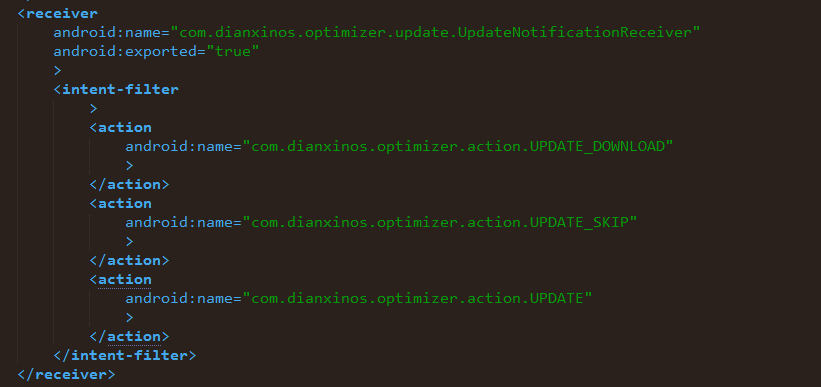 <receiver
android:name="com.dianxinos.optimizer.update.UpdateNotificationReceiver"
android:exported="true"
>
<intent-filter
>
<action
android:name="com.dianxinos.optimizer.action.UPDATE_DOWNLOAD"
>
</action>
<action
android:name="com.dianxinos.optimizer.action.UPDATE_SKIP"
>
</action>
<action
android:name="com.dianxinos.optimizer.action.UPDATE"
>
</action>
</intent-filter>
</receiver>